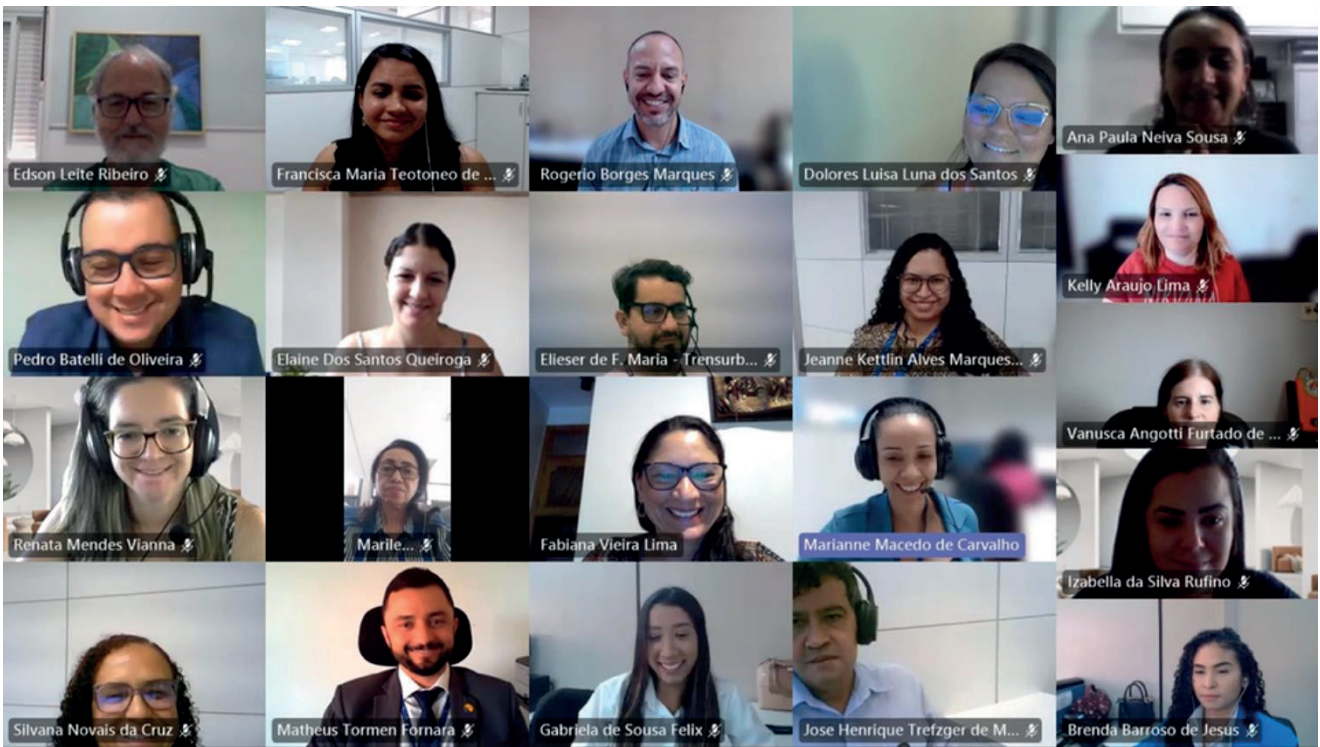 Edson Leite Ribeiro
Francisca Maria Teotoneo de ...
Rogerio Borges Marques
Dolores Luisa Luna dos Santos
Ana Paula Neiva Sousa
Pedro Batelli de Oliveira
Elaine Dos Santos Queiroga
Elieser de F. Maria - Trensurb...
Jeanne Kettlin Alves Marques...
Kelly Araujo Lima
Renata Mendes Vianna
Marile...
Fabiana Vieira Lima
Marianne Macedo de Carvalho
Vanusca Angotti Furtado de ...
Izabella da Silva Rufino
Silvana Novais da Cruz
Matheus Tormen Fornara
Gabriela de Sousa Felix
Jose Henrique Trefzger de M...
Brenda Barroso de Jesus